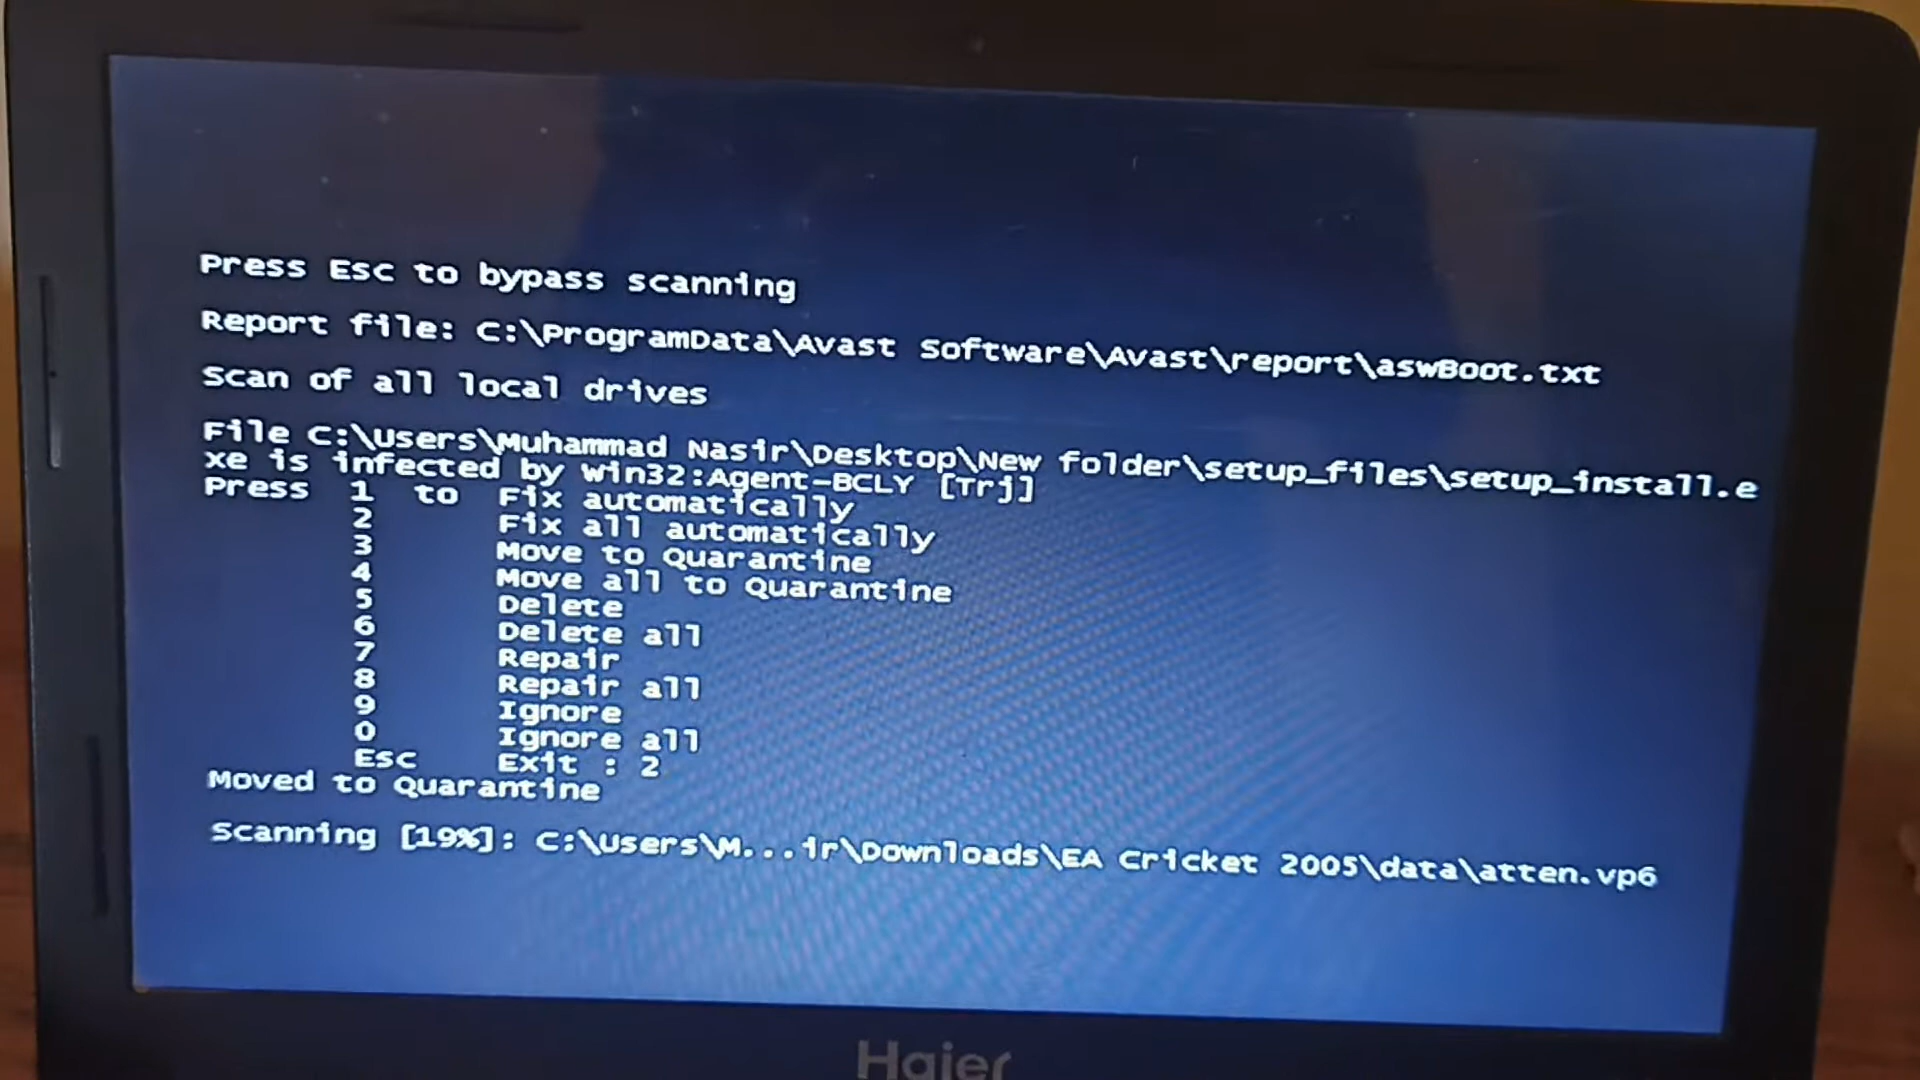 Press Esc to bypass scanning
Report file: C:\ProgramData\Avast Software\Avast\report\aswBoot.txt
Scan of all local drives
File C:\Users\Muhammad Nasir\Desktop\New folder\setup_files\setup_install.e
xe is infected by Win32:Agent-BCLY [Trj]
Press 1 to Fix automatically
2 Fix all automatically
3 Move to Quarantine
4 Move all to Quarantine
5 Delete
6 Delete all
7 Repair
8 Repair all
9 Ignore
0 Ignore all
Esc Exit : 2
Moved to Quarantine
Scanning [19%]: C:\Users\M...ir\Downloads\EA Cricket 2005\data\atten.vp6
Haier